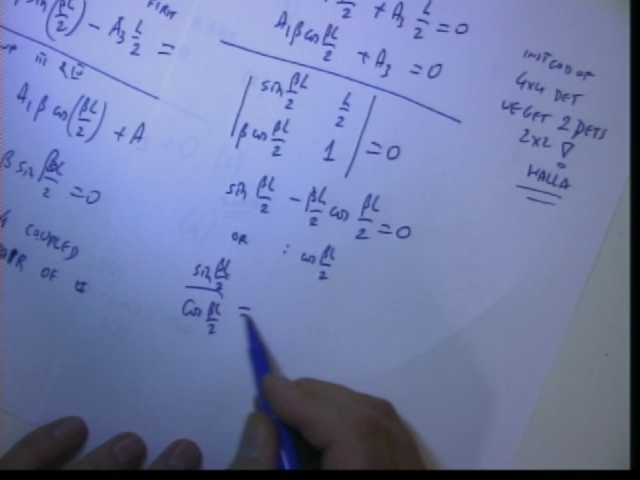 sin(βL/2) - A₃ L/2 =
A₁ β cos(βL/2) + A
β sin βL/2 = 0
COUPLED
OF
L/2 + A₃ L/2 = 0
A₁ β cos βL/2 + A₃ = 0
| sin βL/2 L/2 |
| β cos βL/2 1 | = 0
sin βL/2 - βL/2 cos βL/2 = 0
OR : cos βL/2
sin βL/2 / cos βL/2 =
INSTEAD OF
4x4 DET
WE GET 2 DETS
2x2